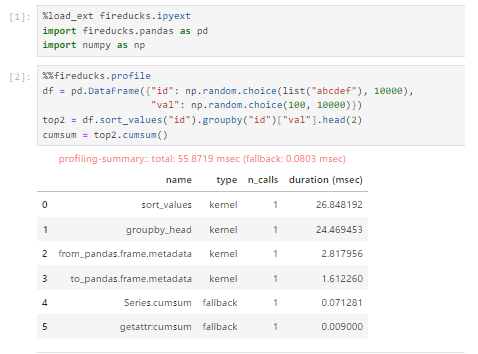 [1]: %load_ext fireducks.ipyext
import fireducks.pandas as pd
import numpy as np
[2]: %%fireducks.profile
df = pd.DataFrame({"id": np.random.choice(list("abcdef"), 10000),
"val": np.random.choice(100, 10000)})
top2 = df.sort_values("id").groupby("id")["val"].head(2)
cumsum = top2.cumsum()
profiling-summary:: total: 55.8719 msec (fallback: 0.0803 msec)
name type n_calls duration (msec)
0 sort_values kernel 1 26.848192
1 groupby_head kernel 1 24.469453
2 from_pandas.frame.metadata kernel 1 2.817956
3 to_pandas.frame.metadata kernel 1 1.612260
4 Series.cumsum fallback 1 0.071281
5 getattr:cumsum fallback 1 0.009000